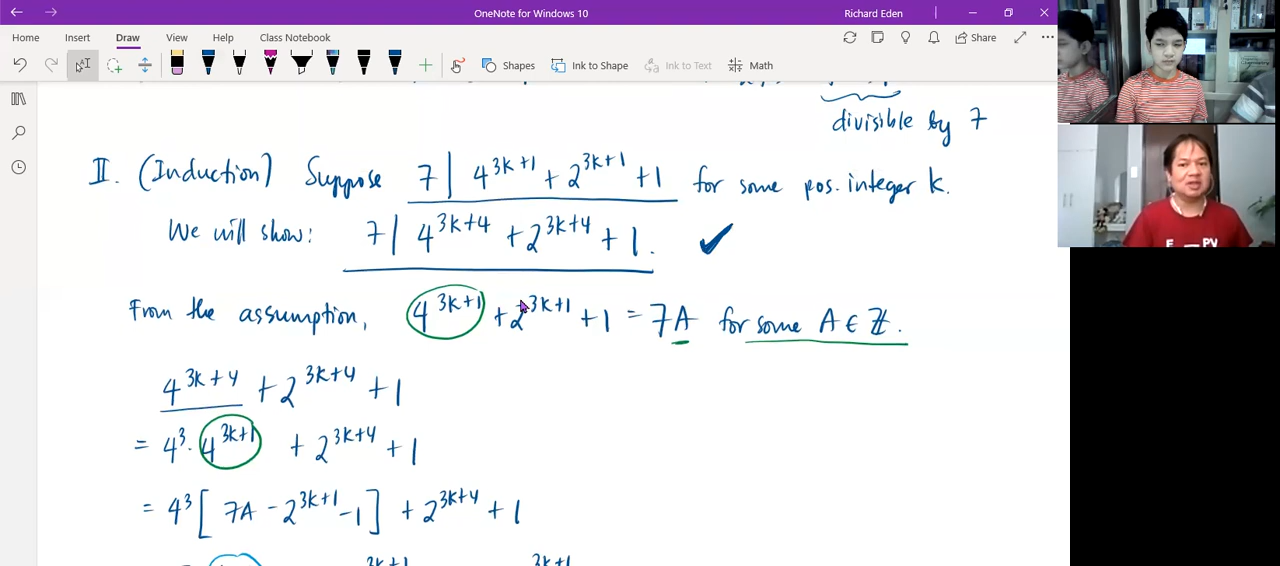 OneNote for Windows 10
Richard Eden
Home Insert Draw View Help Class Notebook
Share
Shapes Ink to Shape Ink to Text Math
divisible by 7
II. (Induction) Suppose 7 | 4^{3k+1} + 2^{3k+1} + 1 for some pos. integer k.
We will show: 7 | 4^{3k+4} + 2^{3k+4} + 1. ✓
From the assumption, 4^{3k+1} + 2^{3k+1} + 1 = 7A for some A ∈ ℤ.
4^{3k+4} + 2^{3k+4} + 1
= 4^3 · 4^{3k+1} + 2^{3k+4} + 1
= 4^3 [ 7A - 2^{3k+1} - 1 ] + 2^{3k+4} + 1
3k+1 3k+1